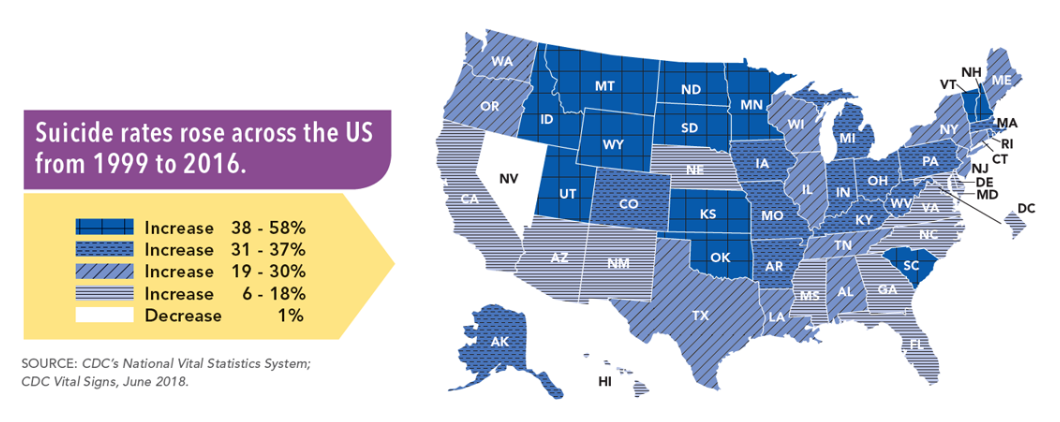 Suicide rates rose across the US
from 1999 to 2016.
Increase 38 - 58%
Increase 31 - 37%
Increase 19 - 30%
Increase 6 - 18%
Decrease 1%
SOURCE: CDC's National Vital Statistics System;
CDC Vital Signs, June 2018.
WA
OR
CA
NV
ID
MT
WY
UT
AZ
CO
NM
ND
SD
NE
KS
OK
TX
MN
IA
MO
AR
LA
WI
IL
MS
MI
IN
OH
KY
TN
AL
GA
FL
SC
NC
VA
WV
PA
NY
VT
NH
ME
MA
RI
CT
NJ
DE
MD
DC
AK
HI